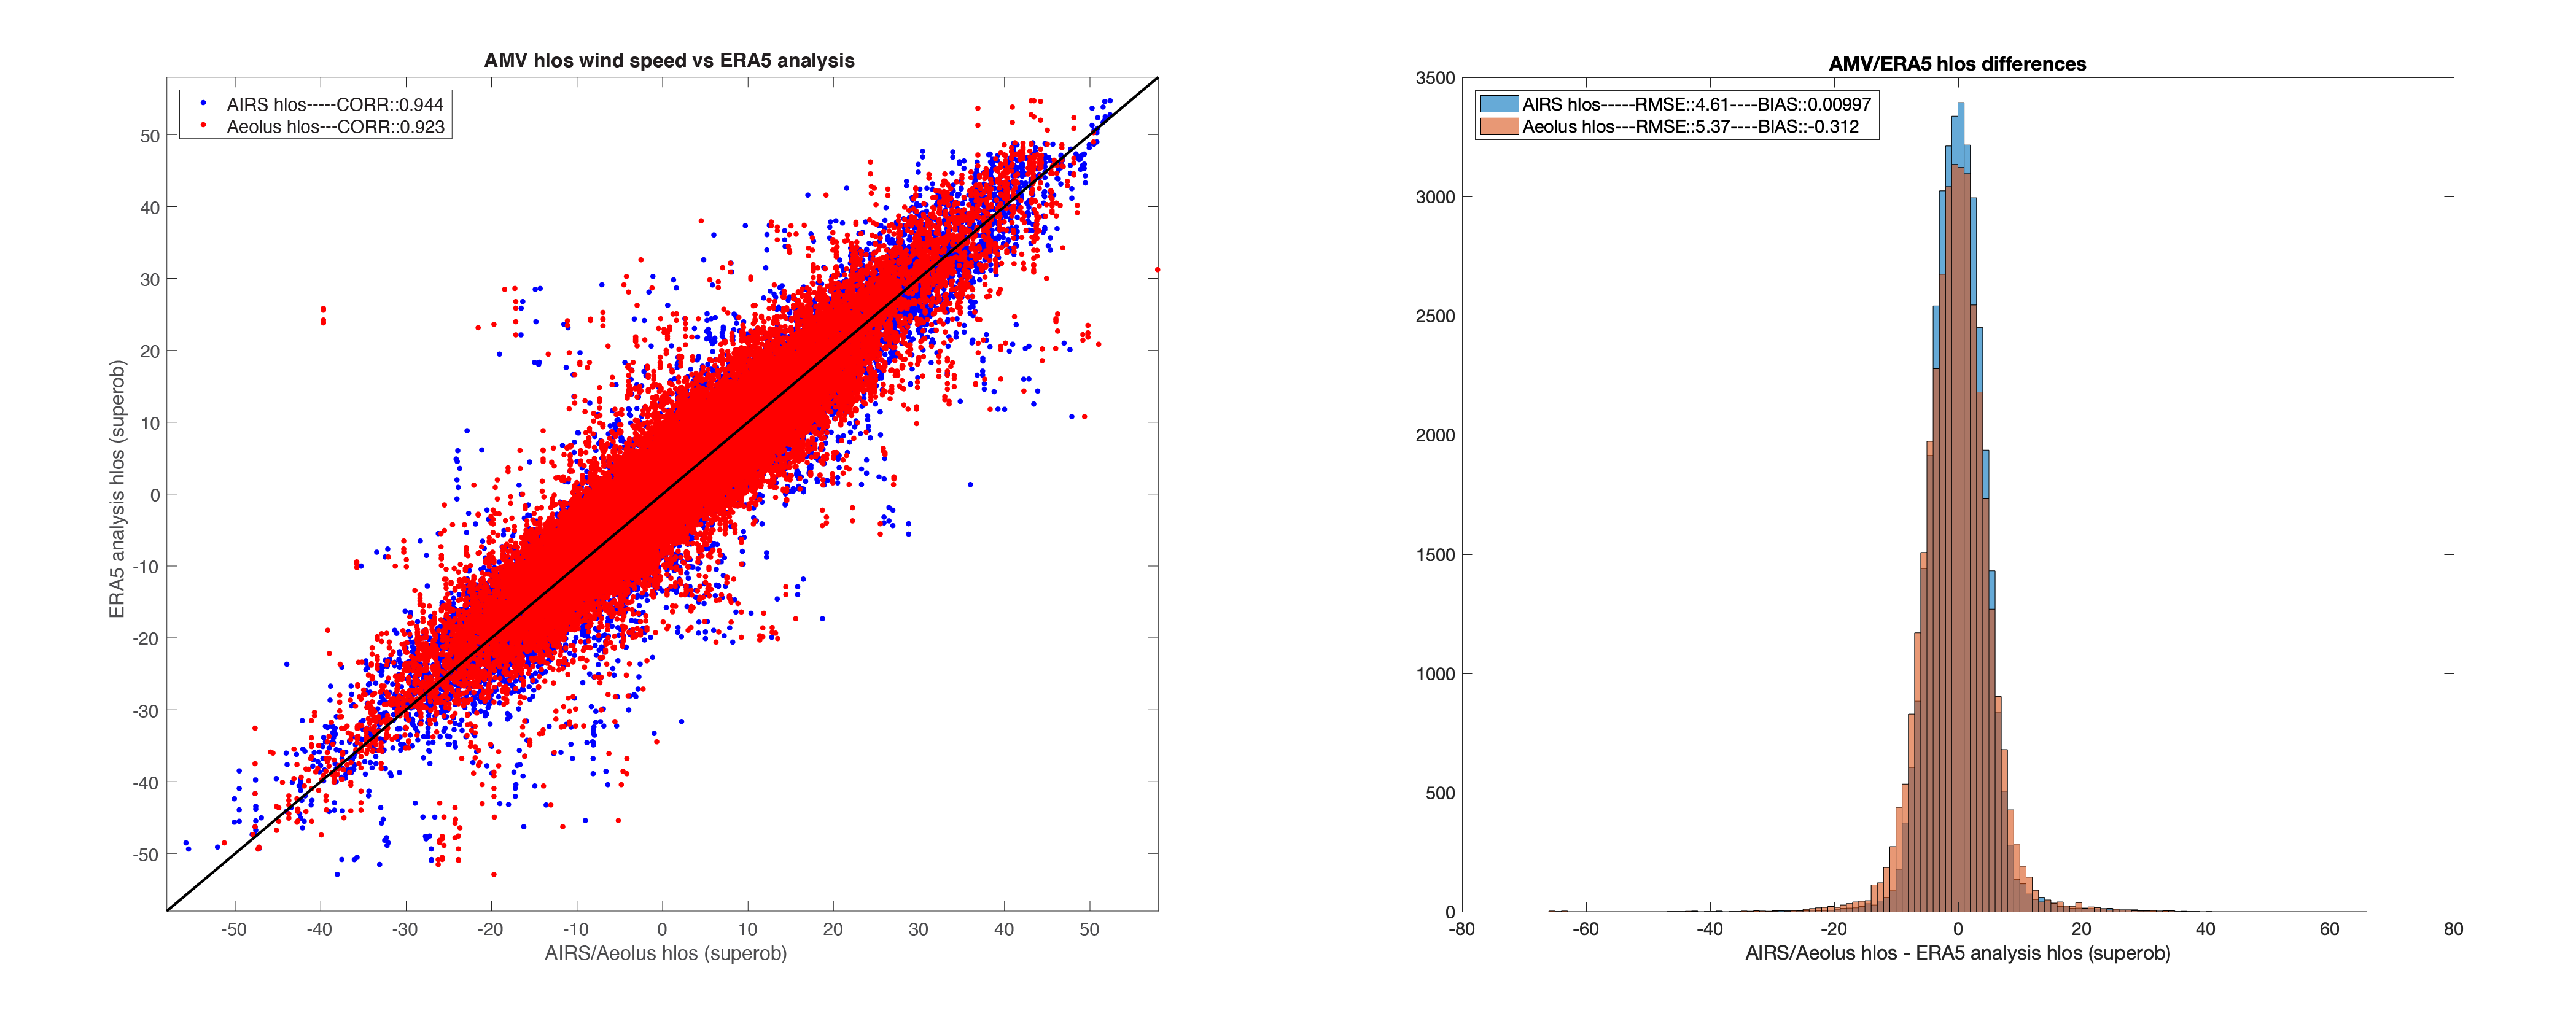 AMV hlos wind speed vs ERA5 analysis
AIRS hlos-----CORR::0.944
Aeolus hlos---CORR::0.923
50
40
30
20
10
0
-10
-20
-30
-40
-50
ERA5 analysis hlos (superob)
-50 -40 -30 -20 -10 0 10 20 30 40 50
AIRS/Aeolus hlos (superob)
AMV/ERA5 hlos differences
AIRS hlos-----RMSE::4.61----BIAS::0.00997
Aeolus hlos---RMSE::5.37----BIAS::-0.312
3500
3000
2500
2000
1500
1000
500
0
-80 -60 -40 -20 0 20 40 60 80
AIRS/Aeolus hlos - ERA5 analysis hlos (superob)